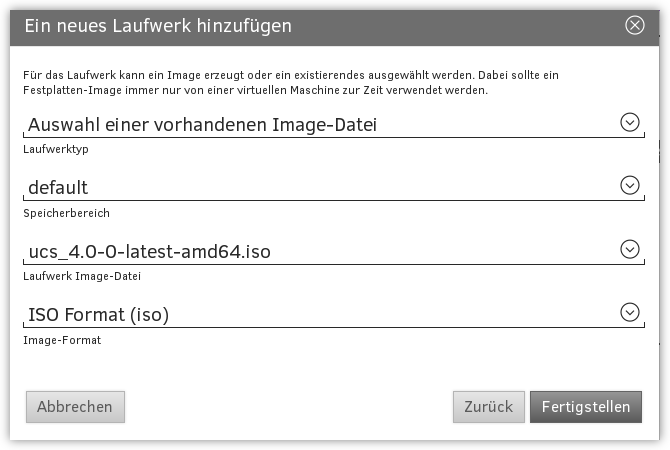 Ein neues Laufwerk hinzufügen
Für das Laufwerk kann ein Image erzeugt oder ein existierendes ausgewählt werden. Dabei sollte ein
Festplatten-Image immer nur von einer virtuellen Maschine zur Zeit verwendet werden.
Auswahl einer vorhandenen Image-Datei
Laufwerktyp
default
Speicherbereich
ucs_4.0-0-latest-amd64.iso
Laufwerk Image-Datei
ISO Format (iso)
Image-Format
Abbrechen
Zurück
Fertigstellen